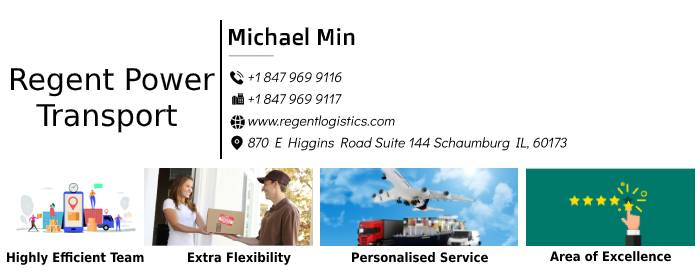 Regent Power
Transport
Michael Min
+1 847 969 9116
+1 847 969 9117
www.regentlogistics.com
870 E Higgins Road Suite 144 Schaumburg IL, 60173
Highly Efficient Team
Extra Flexibility
Personalised Service
Area of Excellence